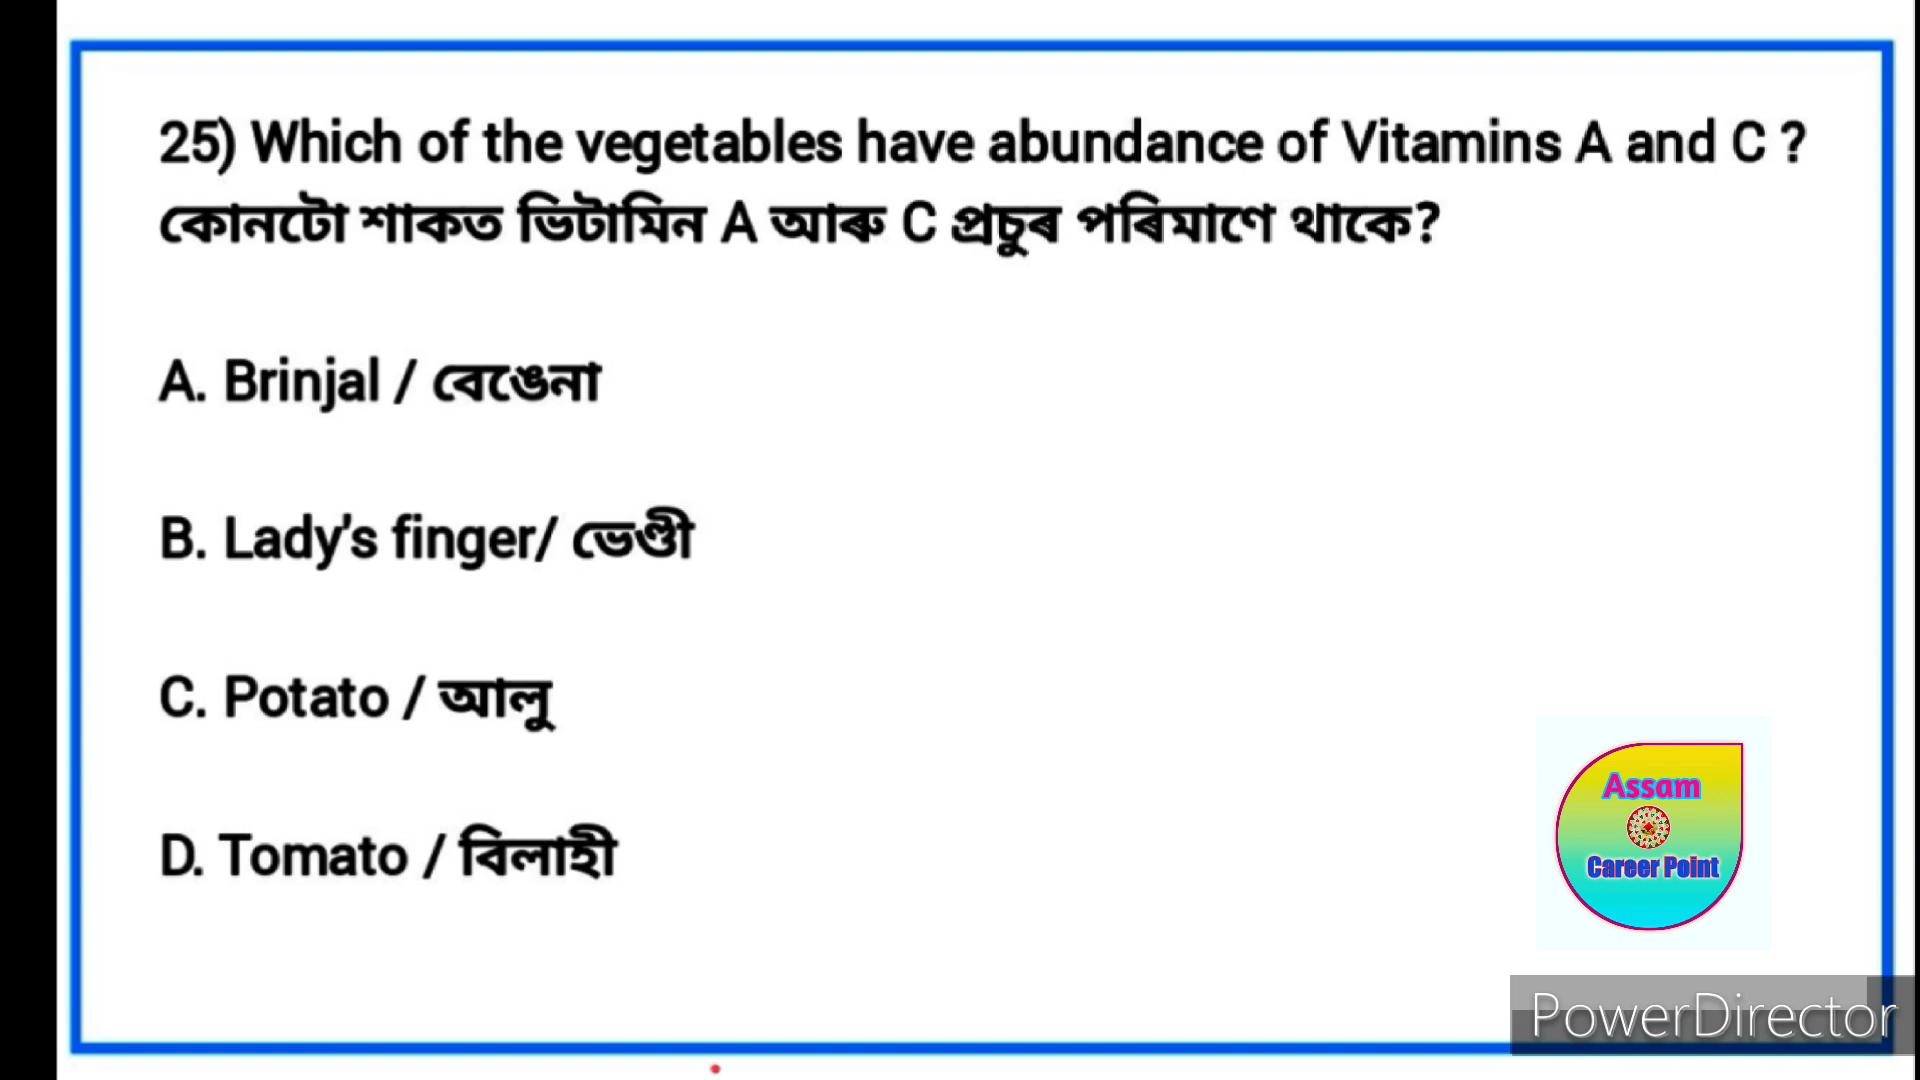 25) Which of the vegetables have abundance of Vitamins A and C ?
কোনটো শাকত ভিটামিন A আৰু C প্ৰচুৰ পৰিমাণে থাকে?
A. Brinjal / বেঙেনা
B. Lady's finger/ ভেণ্ডী
C. Potato / আলু
D. Tomato / বিলাহী
Assam
Career Point
PowerDirector